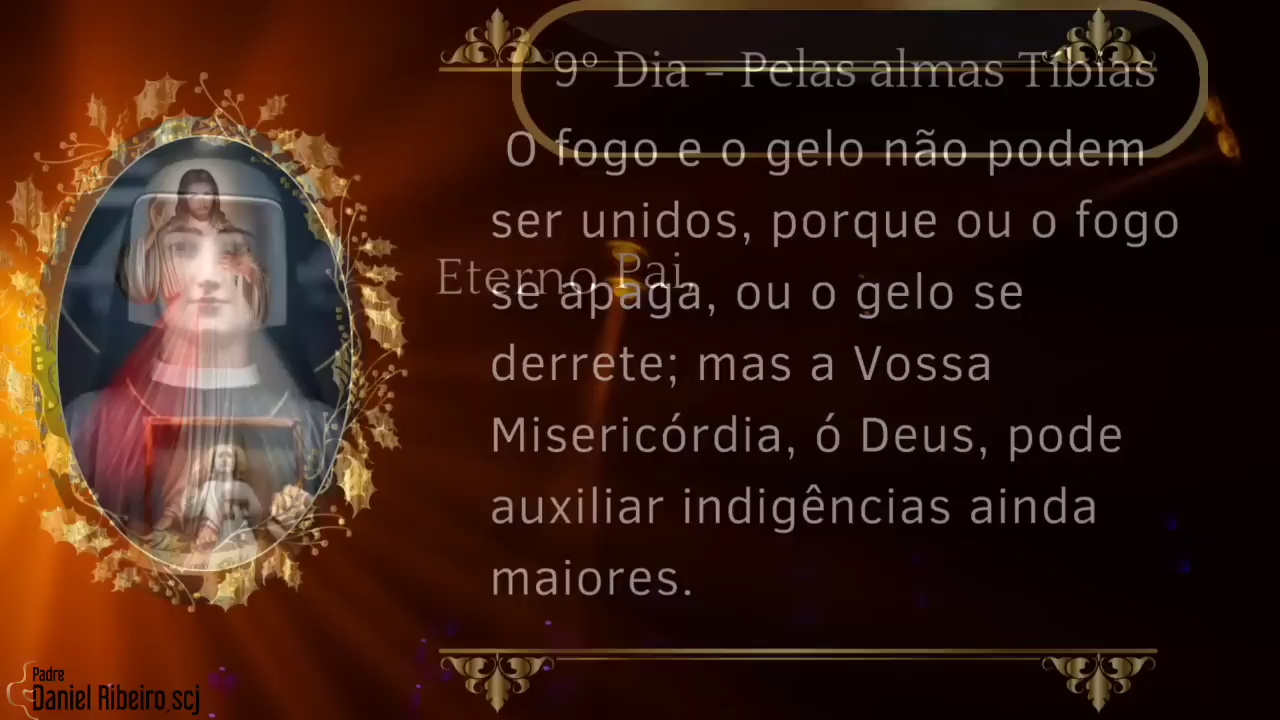 9º Dia – Pelas almas Tíbias
O fogo e o gelo não podem
ser unidos, porque ou o fogo
Eterno Pai,
se apaga, ou o gelo se
derrete; mas a Vossa
Misericórdia, ó Deus, pode
auxiliar indigências ainda
maiores.
Padre
Daniel Ribeiro, scj